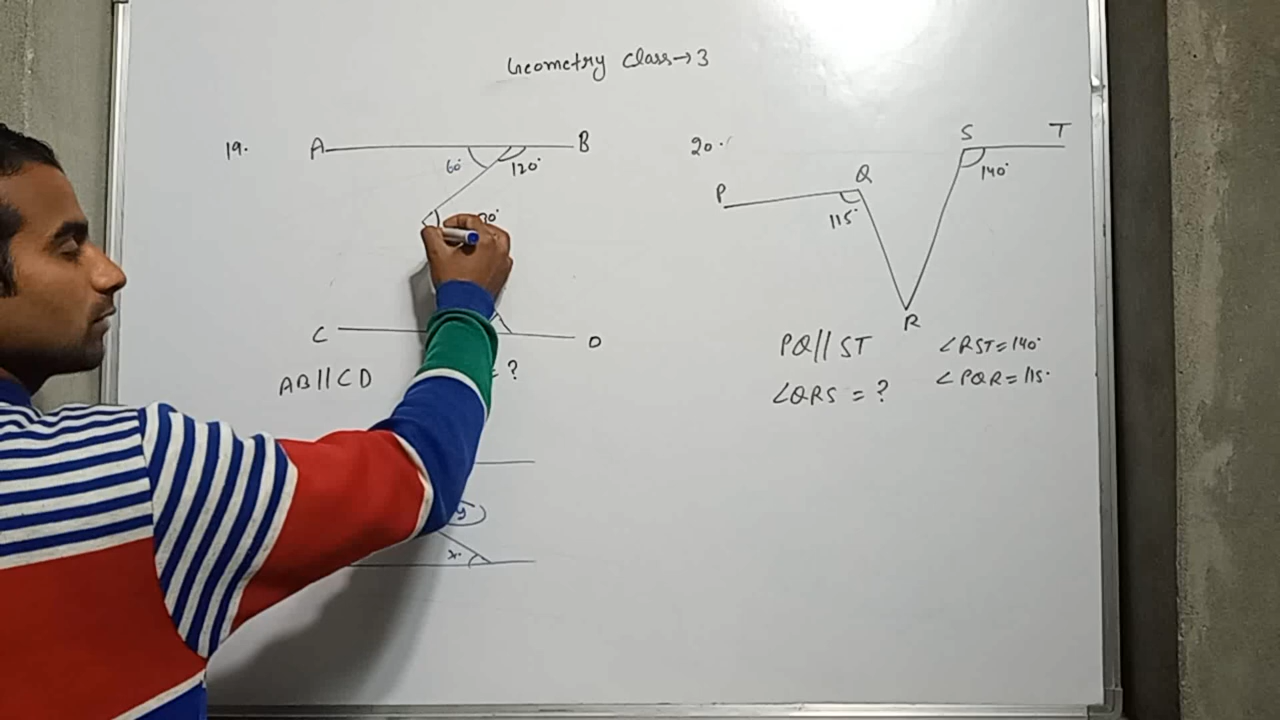 Geometry Class→3
19.
A
B
60°
120°
C
D
AB||CD
= ?
y
x.
20.
P
Q
115°
R
S
T
140°
PQ||ST
∠QRS = ?
∠RST=140°
∠PQR=115°